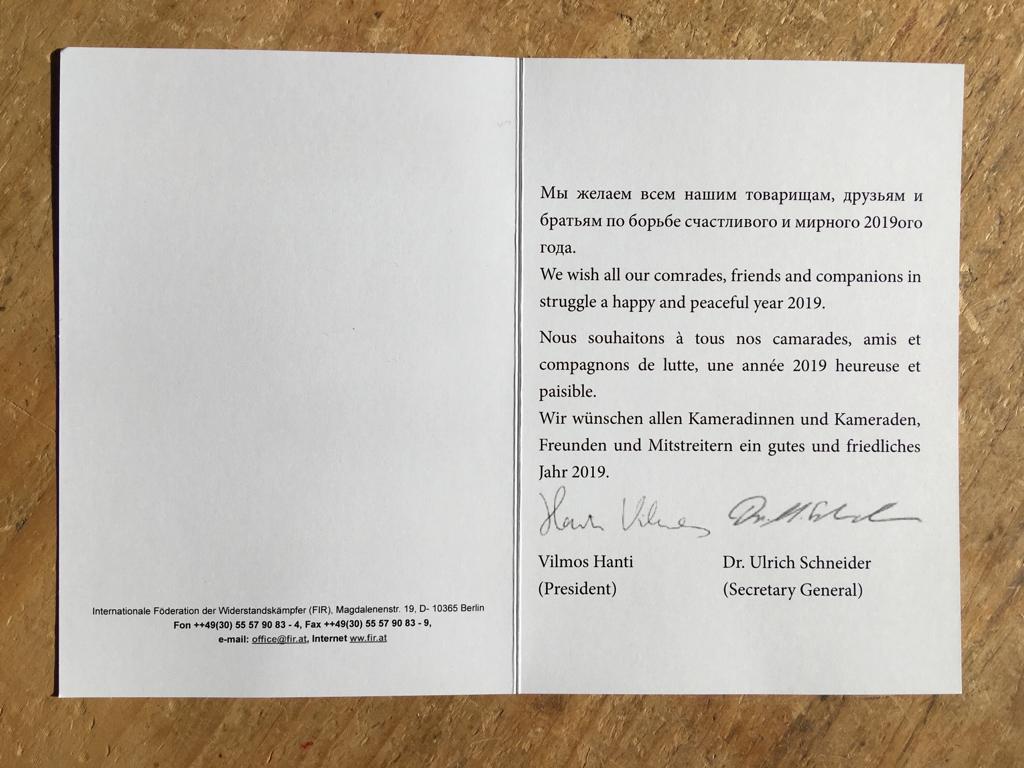 Internationale Föderation der Widerstandskämpfer (FIR), Magdalenenstr. 19, D- 10365 Berlin
Fon ++49(30) 55 57 90 83 - 4, Fax ++49(30) 55 57 90 83 - 9,
e-mail: office@fir.at, Internet ww.fir.at
Мы желаем всем нашим товарищам, друзьям и
братьям по борьбе счастливого и мирного 2019ого
года.
We wish all our comrades, friends and companions in
struggle a happy and peaceful year 2019.
Nous souhaitons à tous nos camarades, amis et
compagnons de lutte, une année 2019 heureuse et
paisible.
Wir wünschen allen Kameradinnen und Kameraden,
Freunden und Mitstreitern ein gutes und friedliches
Jahr 2019.
Hanti Vilmos Dr. U. Schneider
Vilmos Hanti Dr. Ulrich Schneider
(President) (Secretary General)